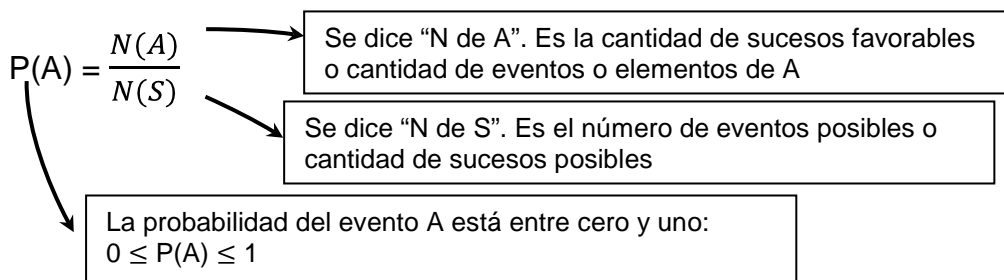 P(A) = N(A)/N(S)
Se dice “N de A”. Es la cantidad de sucesos favorables
o cantidad de eventos o elementos de A
Se dice “N de S”. Es el número de eventos posibles o
cantidad de sucesos posibles
La probabilidad del evento A está entre cero y uno:
0 ≤ P(A) ≤ 1